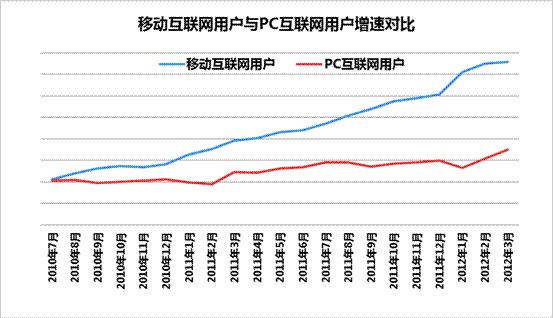 移动互联网用户与PC互联网用户增速对比
移动互联网用户 PC互联网用户
2010年7月
2010年8月
2010年9月
2010年10月
2010年11月
2010年12月
2011年1月
2011年2月
2011年3月
2011年4月
2011年5月
2011年6月
2011年7月
2011年8月
2011年9月
2011年10月
2011年11月
2011年12月
2012年1月
2012年2月
2012年3月